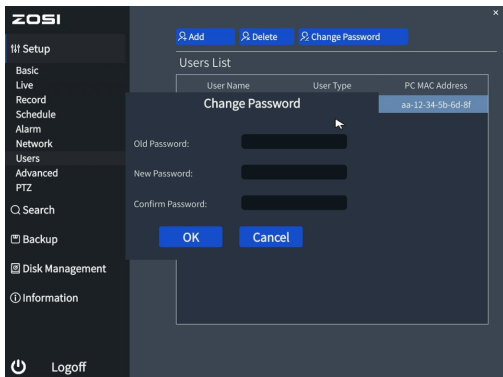 ZOSI
×
Setup
Basic
Live
Record
Schedule
Alarm
Network
Users
Advanced
PTZ
Search
Backup
Disk Management
Information
Logoff
Add Delete Change Password
Users List
User Name User Type PC MAC Address
aa-12-34-5b-6d-8f
Change Password
Old Password:
New Password:
Confirm Password:
OK Cancel